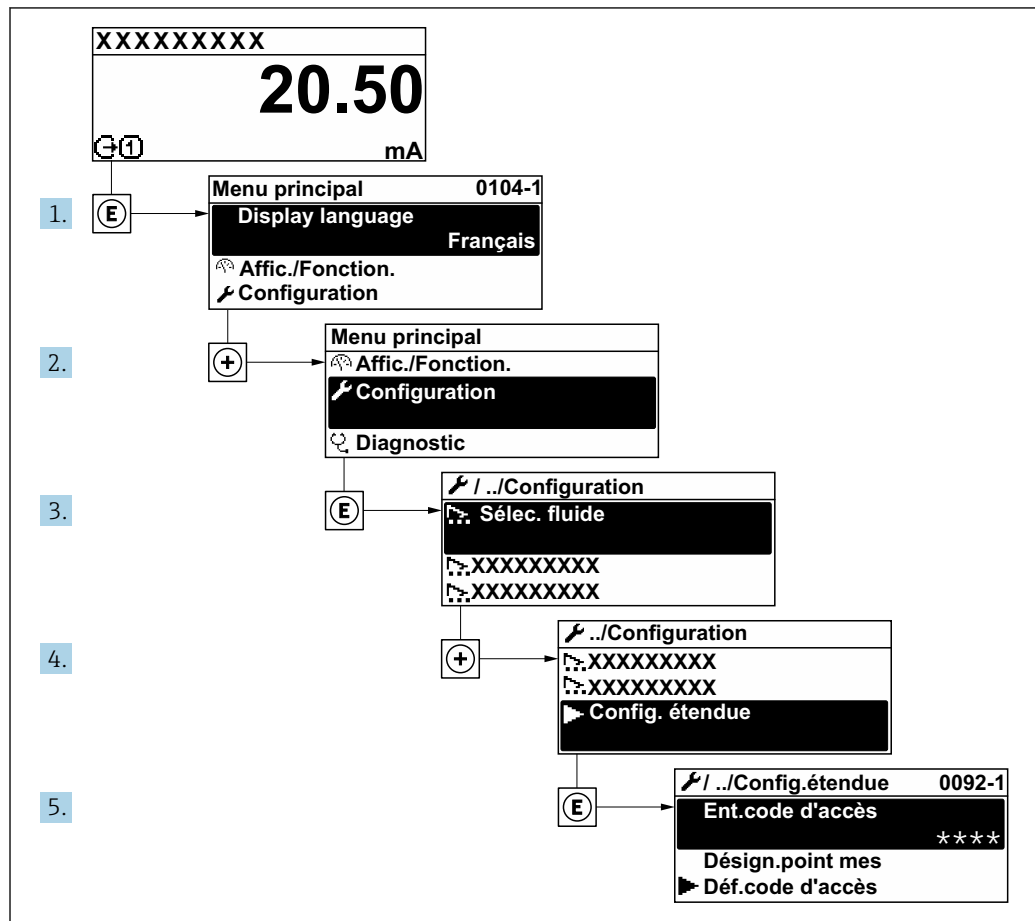 XXXXXXXXX
20.50
① mA
1. E
Menu principal 0104-1
Display language
Français
Affic./Fonction.
Configuration
2. +
Menu principal
Affic./Fonction.
Configuration
Diagnostic
3. E
/ ../Configuration
Sélec. fluide
XXXXXXXXX
XXXXXXXXX
4. +
../Configuration
XXXXXXXXX
XXXXXXXXX
Config. étendue
5. E
/ ../Config.étendue 0092-1
Ent.code d'accès
****
Désign.point mes
Déf.code d'accès